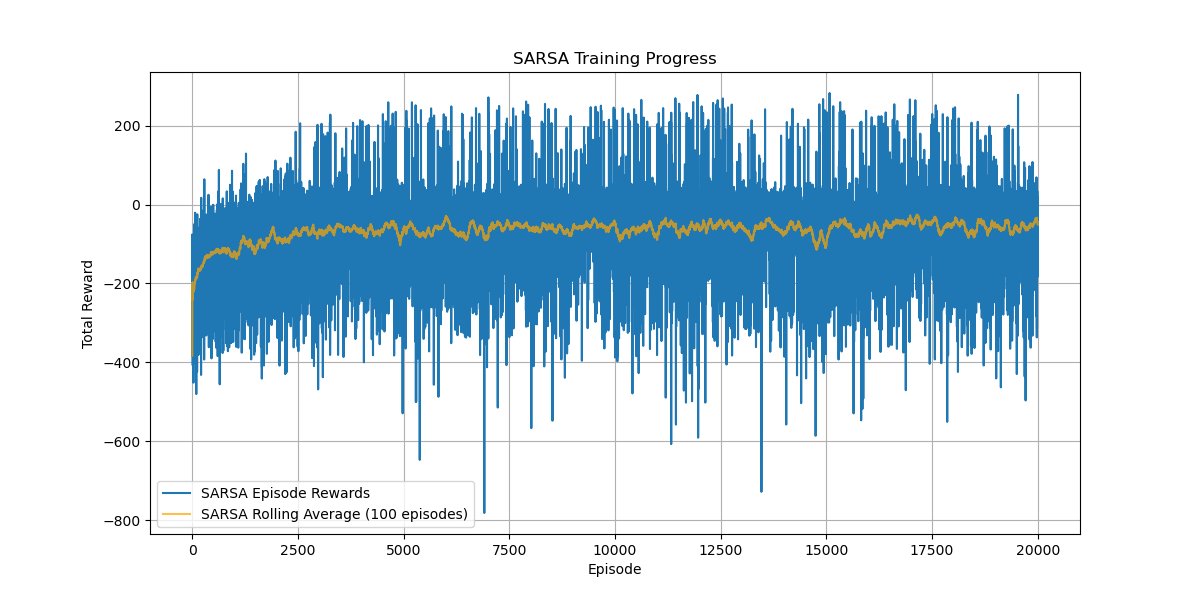 SARSA Training Progress
200
0
−200
−400
−600
−800
Total Reward
SARSA Episode Rewards
SARSA Rolling Average (100 episodes)
0 2500 5000 7500 10000 12500 15000 17500 20000
Episode